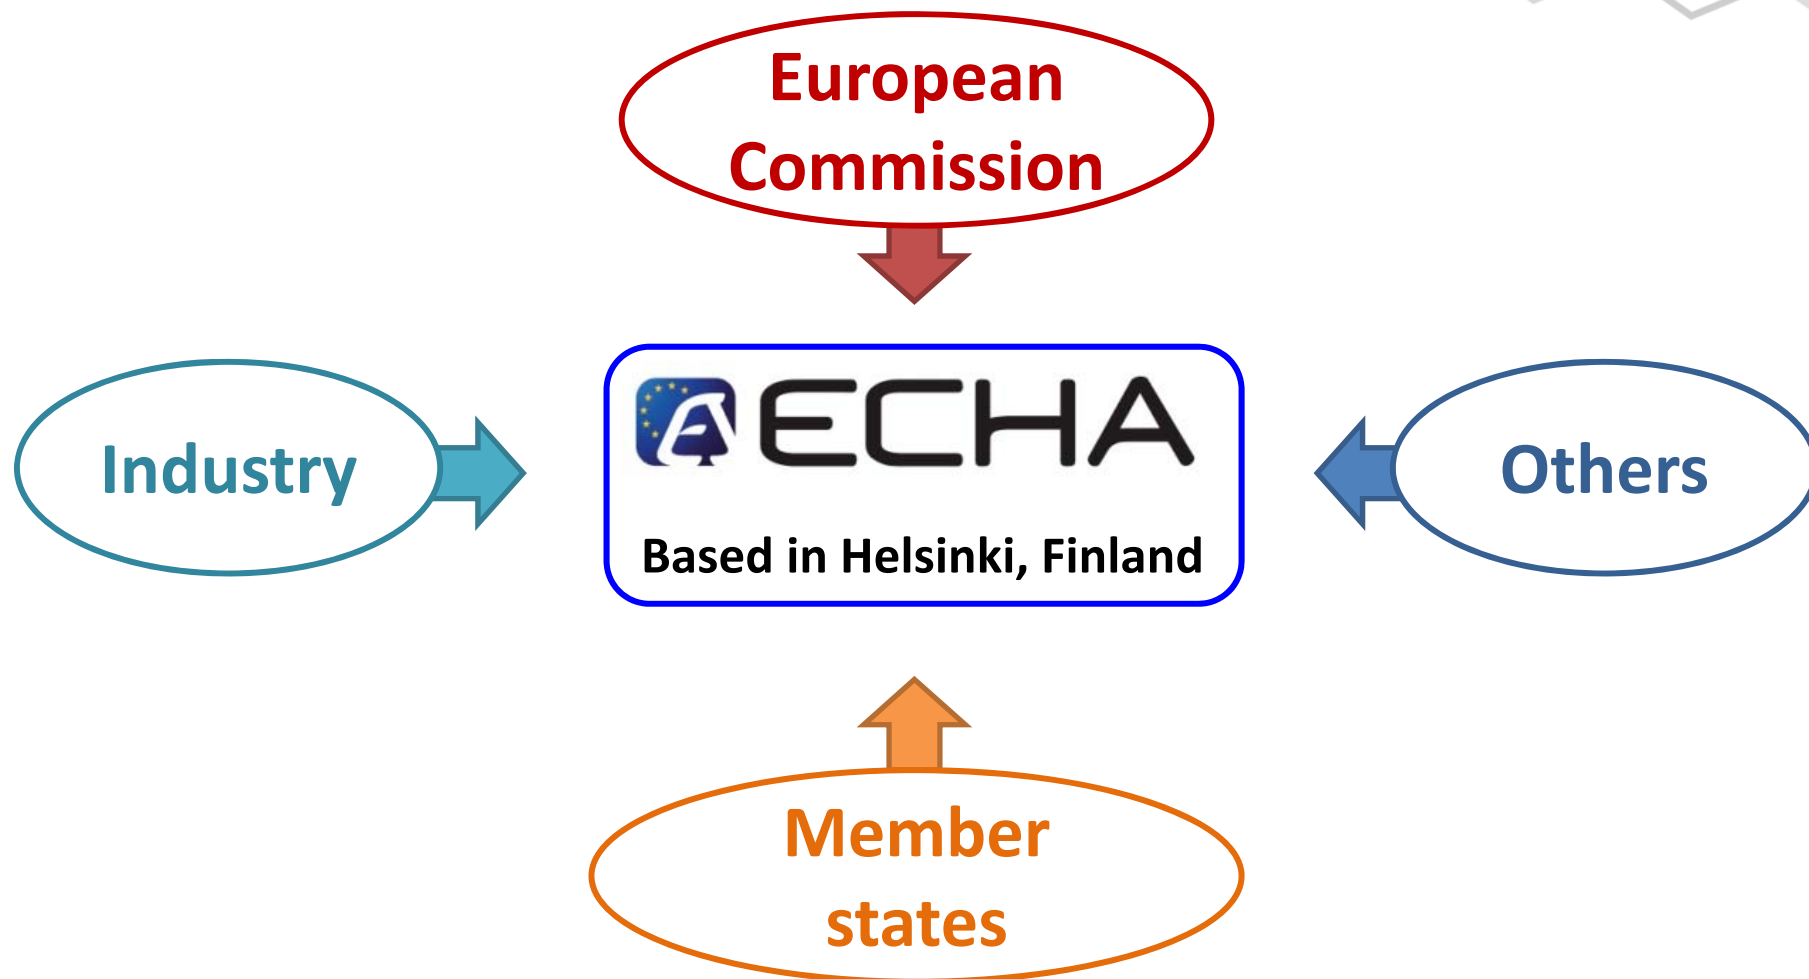 European
Commission
Industry
ECHA
Based in Helsinki, Finland
Others
Member
states